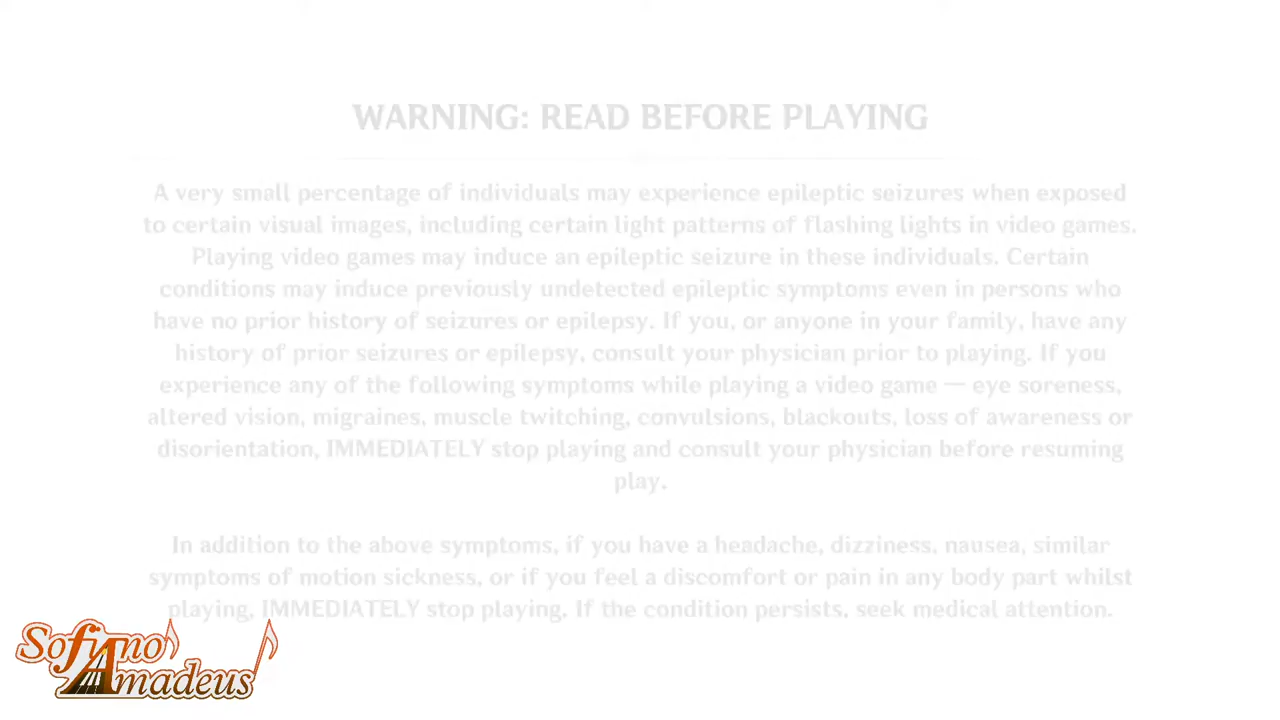 WARNING: READ BEFORE PLAYING
A very small percentage of individuals may experience epileptic seizures when exposed
to certain visual images, including certain light patterns of flashing lights in video games.
Playing video games may induce an epileptic seizure in these individuals. Certain
conditions may induce previously undetected epileptic symptoms even in persons who
have no prior history of seizures or epilepsy. If you, or anyone in your family, have any
history of prior seizures or epilepsy, consult your physician prior to playing. If you
experience any of the following symptoms while playing a video game — eye soreness,
altered vision, migraines, muscle twitching, convulsions, blackouts, loss of awareness or
disorientation, IMMEDIATELY stop playing and consult your physician before resuming
play.
In addition to the above symptoms, if you have a headache, dizziness, nausea, similar
symptoms of motion sickness, or if you feel a discomfort or pain in any body part whilst
playing, IMMEDIATELY stop playing. If the condition persists, seek medical attention.
Sofiano
Amadeus